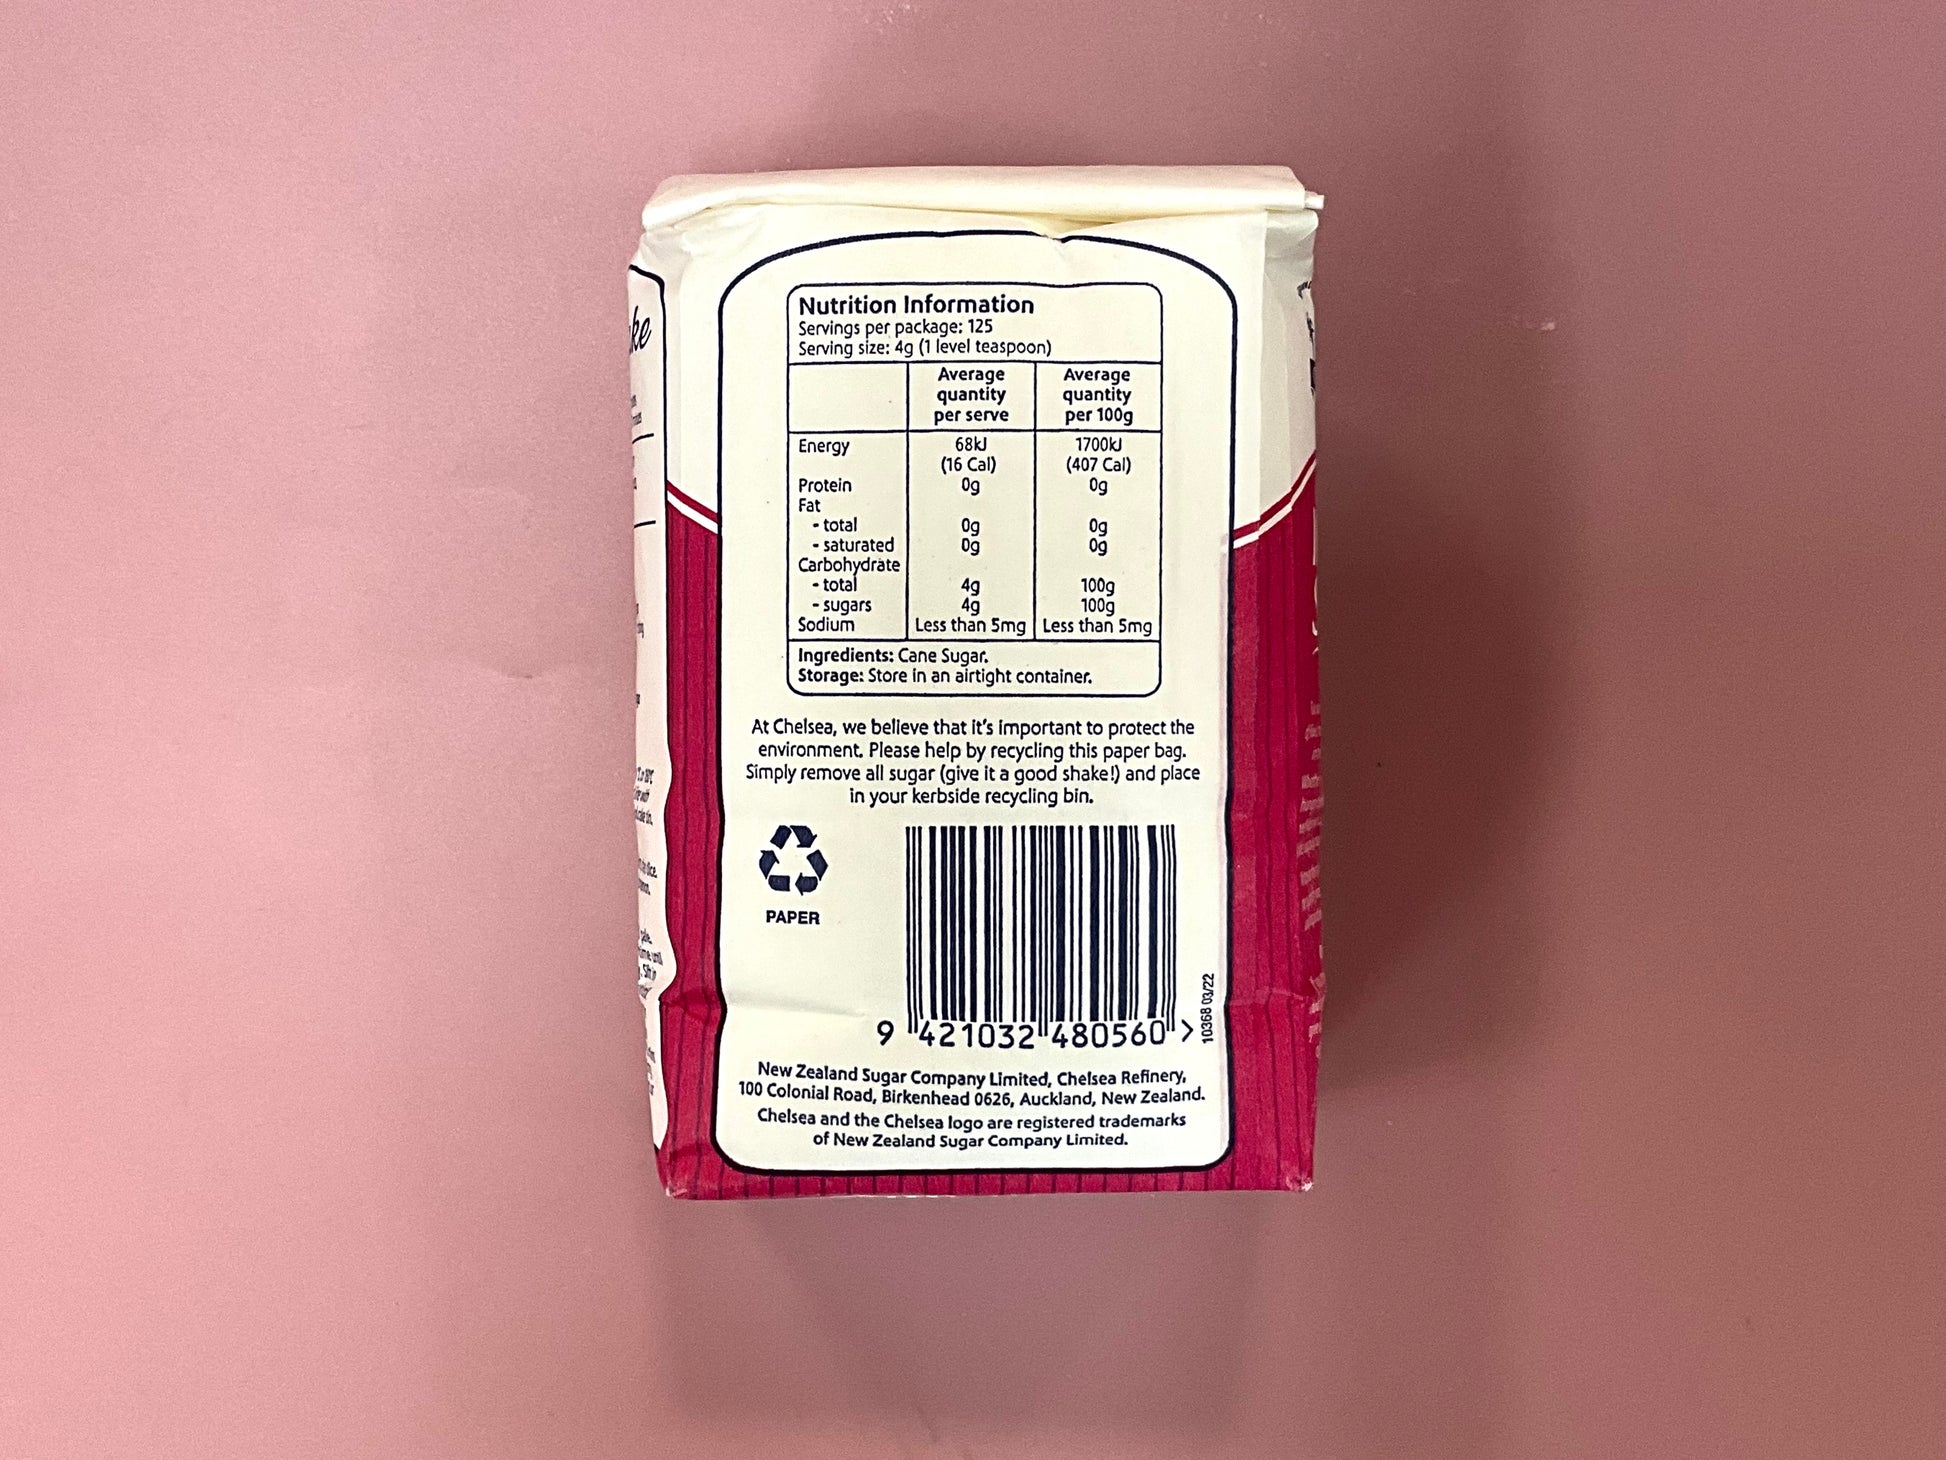 ke
Nutrition Information
Servings per package: 125
Serving size: 4g (1 level teaspoon)
Average quantity per serve
Average quantity per 100g
Energy 68kJ 1700kJ
(16 Cal) (407 Cal)
Protein 0g 0g
Fat
- total 0g 0g
- saturated 0g 0g
Carbohydrate
- total 4g 100g
- sugars 4g 100g
Sodium Less than 5mg Less than 5mg
Ingredients: Cane Sugar.
Storage: Store in an airtight container.
At Chelsea, we believe that it's important to protect the
environment. Please help by recycling this paper bag.
Simply remove all sugar (give it a good shake!) and place
in your kerbside recycling bin.
PAPER
9 421032 480560 >
10368 03/22
New Zealand Sugar Company Limited, Chelsea Refinery,
100 Colonial Road, Birkenhead 0626, Auckland, New Zealand.
Chelsea and the Chelsea logo are registered trademarks
of New Zealand Sugar Company Limited.